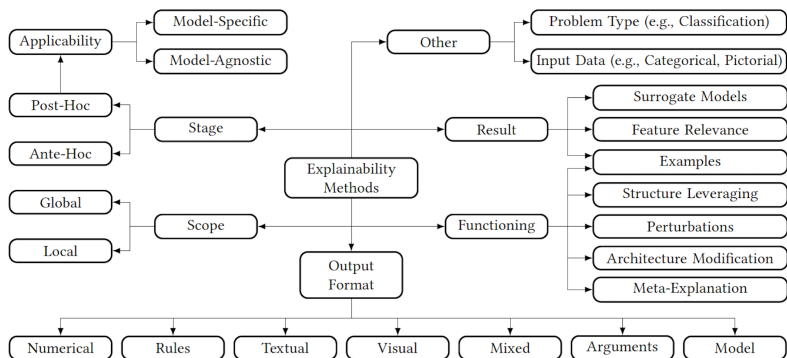 Model-Specific
Applicability
Model-Agnostic
Other
Problem Type (e.g., Classification)
Input Data (e.g., Categorical, Pictorial)
Post-Hoc
Stage
Ante-Hoc
Result
Surrogate Models
Feature Relevance
Examples
Explainability
Methods
Global
Scope
Local
Functioning
Structure Leveraging
Perturbations
Architecture Modification
Meta-Explanation
Output
Format
Numerical
Rules
Textual
Visual
Mixed
Arguments
Model